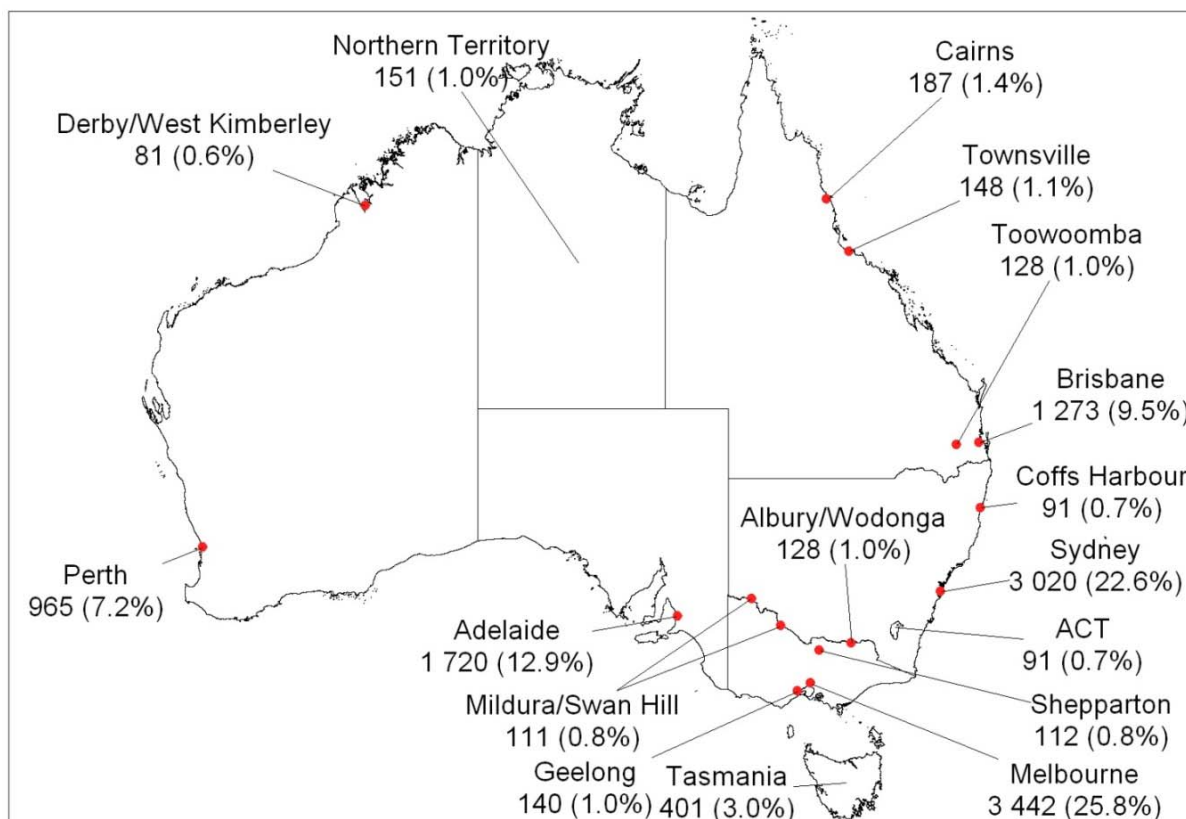 Northern Territory
151 (1.0%)
Cairns
187 (1.4%)
Derby/West Kimberley
81 (0.6%)
Townsville
148 (1.1%)
Toowoomba
128 (1.0%)
Brisbane
1 273 (9.5%)
Coffs Harbour
91 (0.7%)
Albury/Wodonga
128 (1.0%)
Sydney
3 020 (22.6%)
Perth
965 (7.2%)
Adelaide
1 720 (12.9%)
ACT
91 (0.7%)
Mildura/Swan Hill
111 (0.8%)
Shepparton
112 (0.8%)
Geelong
140 (1.0%)
Tasmania
401 (3.0%)
Melbourne
3 442 (25.8%)